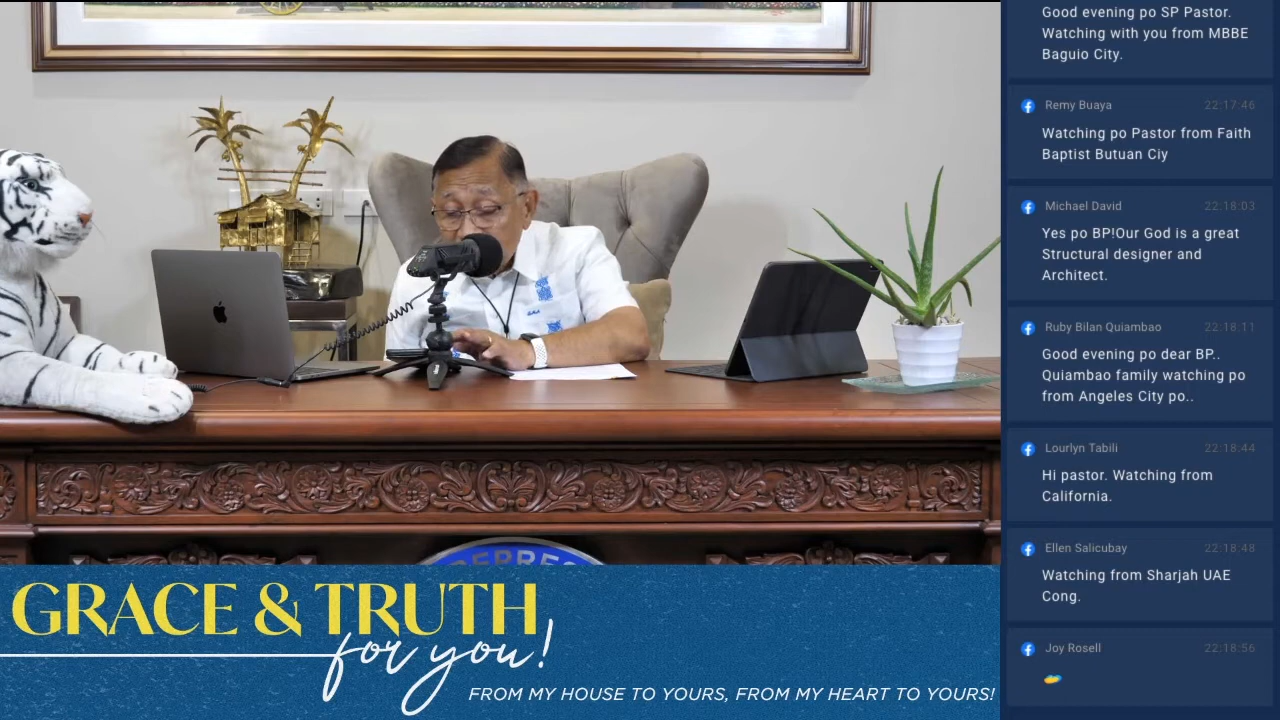 GRACE & TRUTH
for you!
FROM MY HOUSE TO YOURS, FROM MY HEART TO YOURS!
Good evening po SP Pastor.
Watching with you from MBBE
Baguio City.
Remy Buaya 22:17:46
Watching po Pastor from Faith
Baptist Butuan Ciy
Michael David 22:18:03
Yes po BP!Our God is a great
Structural designer and
Architect.
Ruby Bilan Quiambao 22:18:11
Good evening po dear BP..
Quiambao family watching po
from Angeles City po..
Lourlyn Tabili 22:18:44
Hi pastor. Watching from
California.
Ellen Salicubay 22:18:48
Watching from Sharjah UAE
Cong.
Joy Rosell 22:18:56